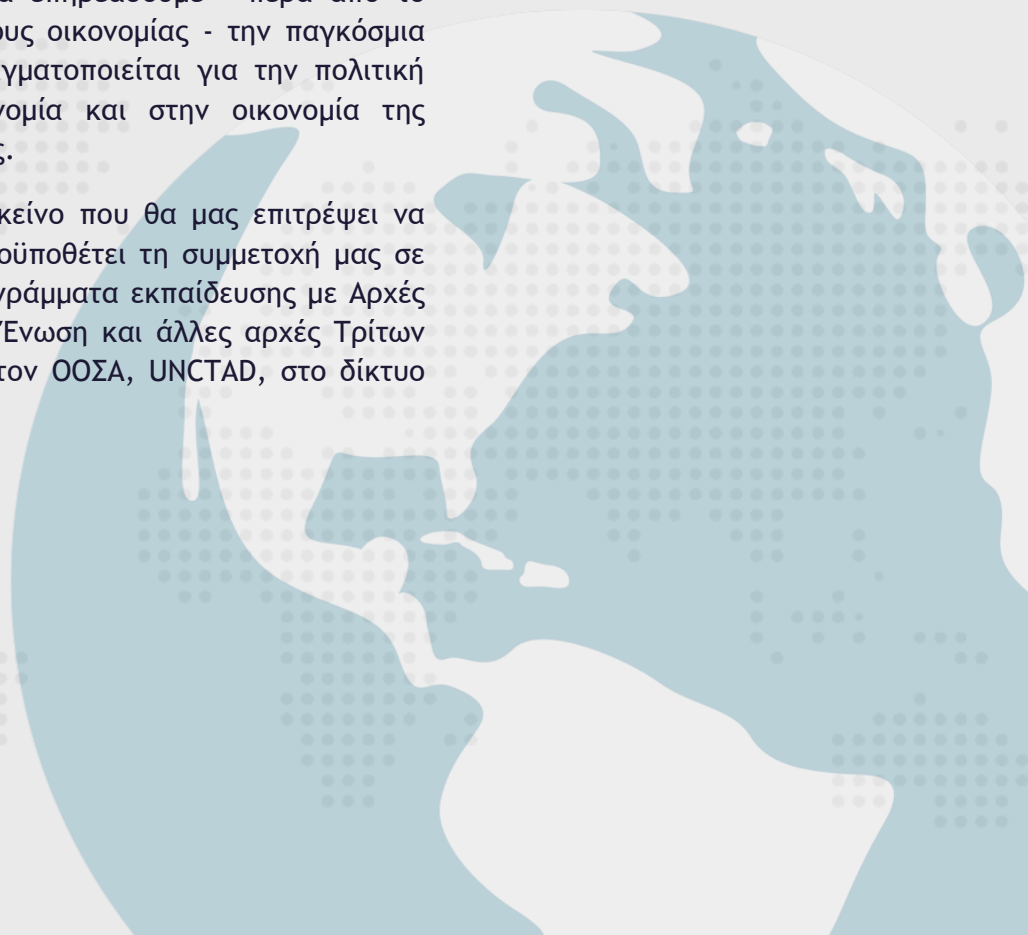 επηρεάσουμε - πέρα από το
ους οικονομίας - την παγκόσμια
γματοποιείται για την πολιτική
νομία και στην οικονομία της
ς.
κείνο που θα μας επιτρέψει να
οϋποθέτει τη συμμετοχή μας σε
γράμματα εκπαίδευσης με Αρχές
Ένωση και άλλες αρχές Τρίτων
τον ΟΟΣΑ, UNCTAD, στο δίκτυο